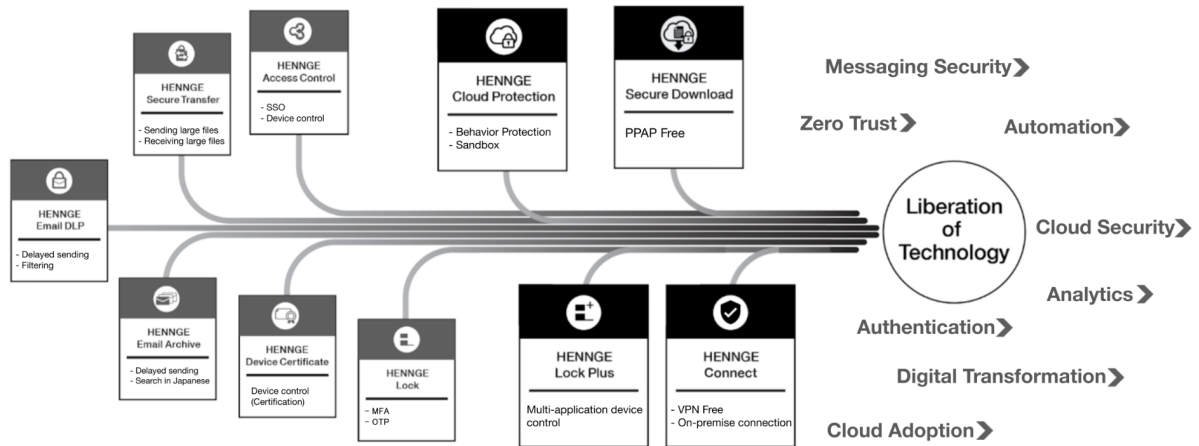 HENNGE
Secure Transfer
- Sending large files
- Receiving large files
HENNGE
Access Control
- SSO
- Device control
HENNGE
Cloud Protection
- Behavior Protection
- Sandbox
HENNGE
Secure Download
PPAP Free
Messaging Security
Zero Trust
Automation
HENNGE
Email DLP
- Delayed sending
- Filtering
Liberation
of
Technology
Cloud Security
Analytics
Authentication
Digital Transformation
Cloud Adoption
HENNGE
Email Archive
- Delayed sending
- Search in Japanese
HENNGE
Device Certificate
Device control
(Certification)
HENNGE
Lock
- MFA
- OTP
HENNGE
Lock Plus
Multi-application device
control
HENNGE
Connect
- VPN Free
- On-premise connection